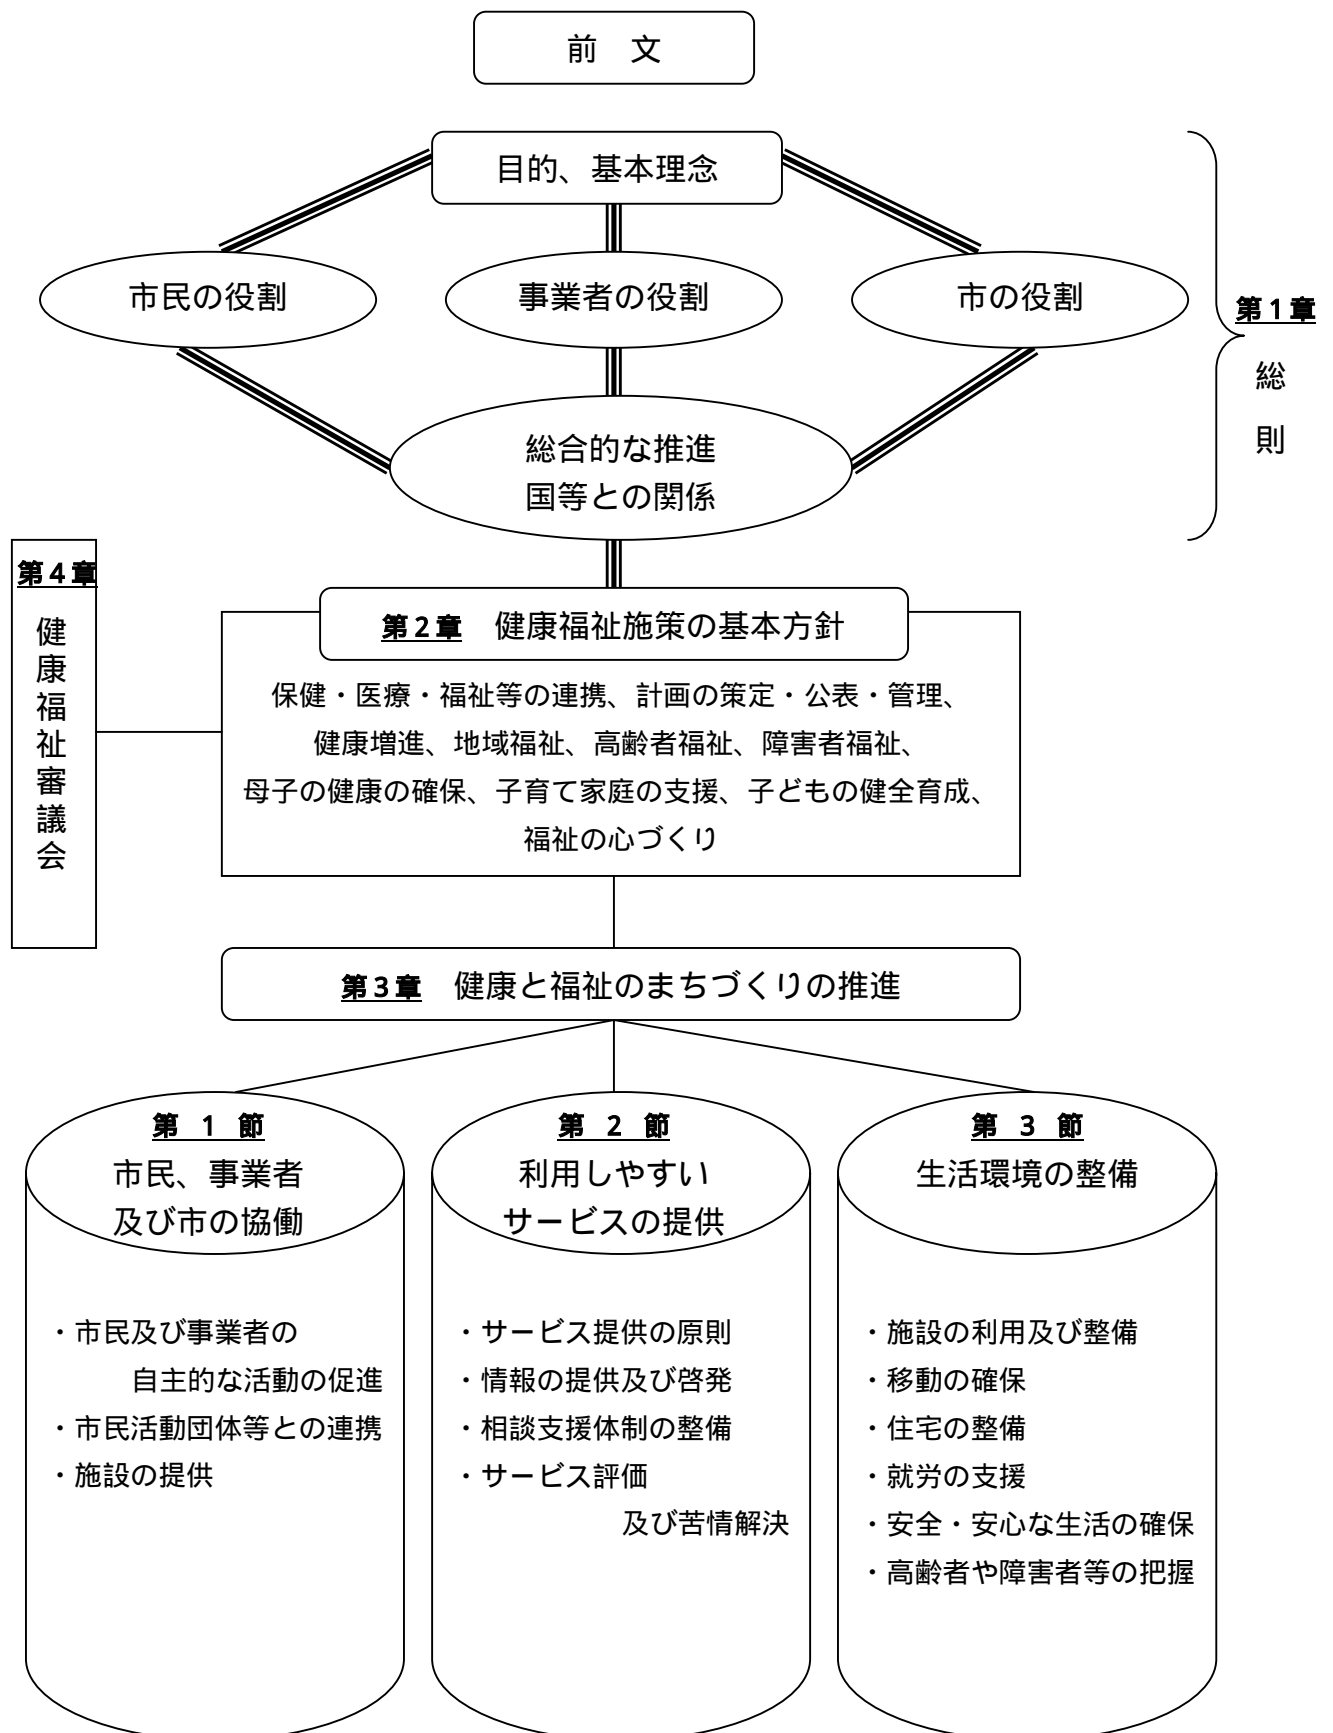 前　文
目的、基本理念
市民の役割
事業者の役割
市の役割
第1章
総
則
総合的な推進
国等との関係
第4章
健康福祉審議会
第2章　健康福祉施策の基本方針
保健・医療・福祉等の連携、計画の策定・公表・管理、
健康増進、地域福祉、高齢者福祉、障害者福祉、
母子の健康の確保、子育て家庭の支援、子どもの健全育成、
福祉の心づくり
第3章　健康と福祉のまちづくりの推進
第 1 節
市民、事業者
及び市の協働
・市民及び事業者の
自主的な活動の促進
・市民活動団体等との連携
・施設の提供
第 2 節
利用しやすい
サービスの提供
・サービス提供の原則
・情報の提供及び啓発
・相談支援体制の整備
・サービス評価
及び苦情解決
第 3 節
生活環境の整備
・施設の利用及び整備
・移動の確保
・住宅の整備
・就労の支援
・安全・安心な生活の確保
・高齢者や障害者等の把握